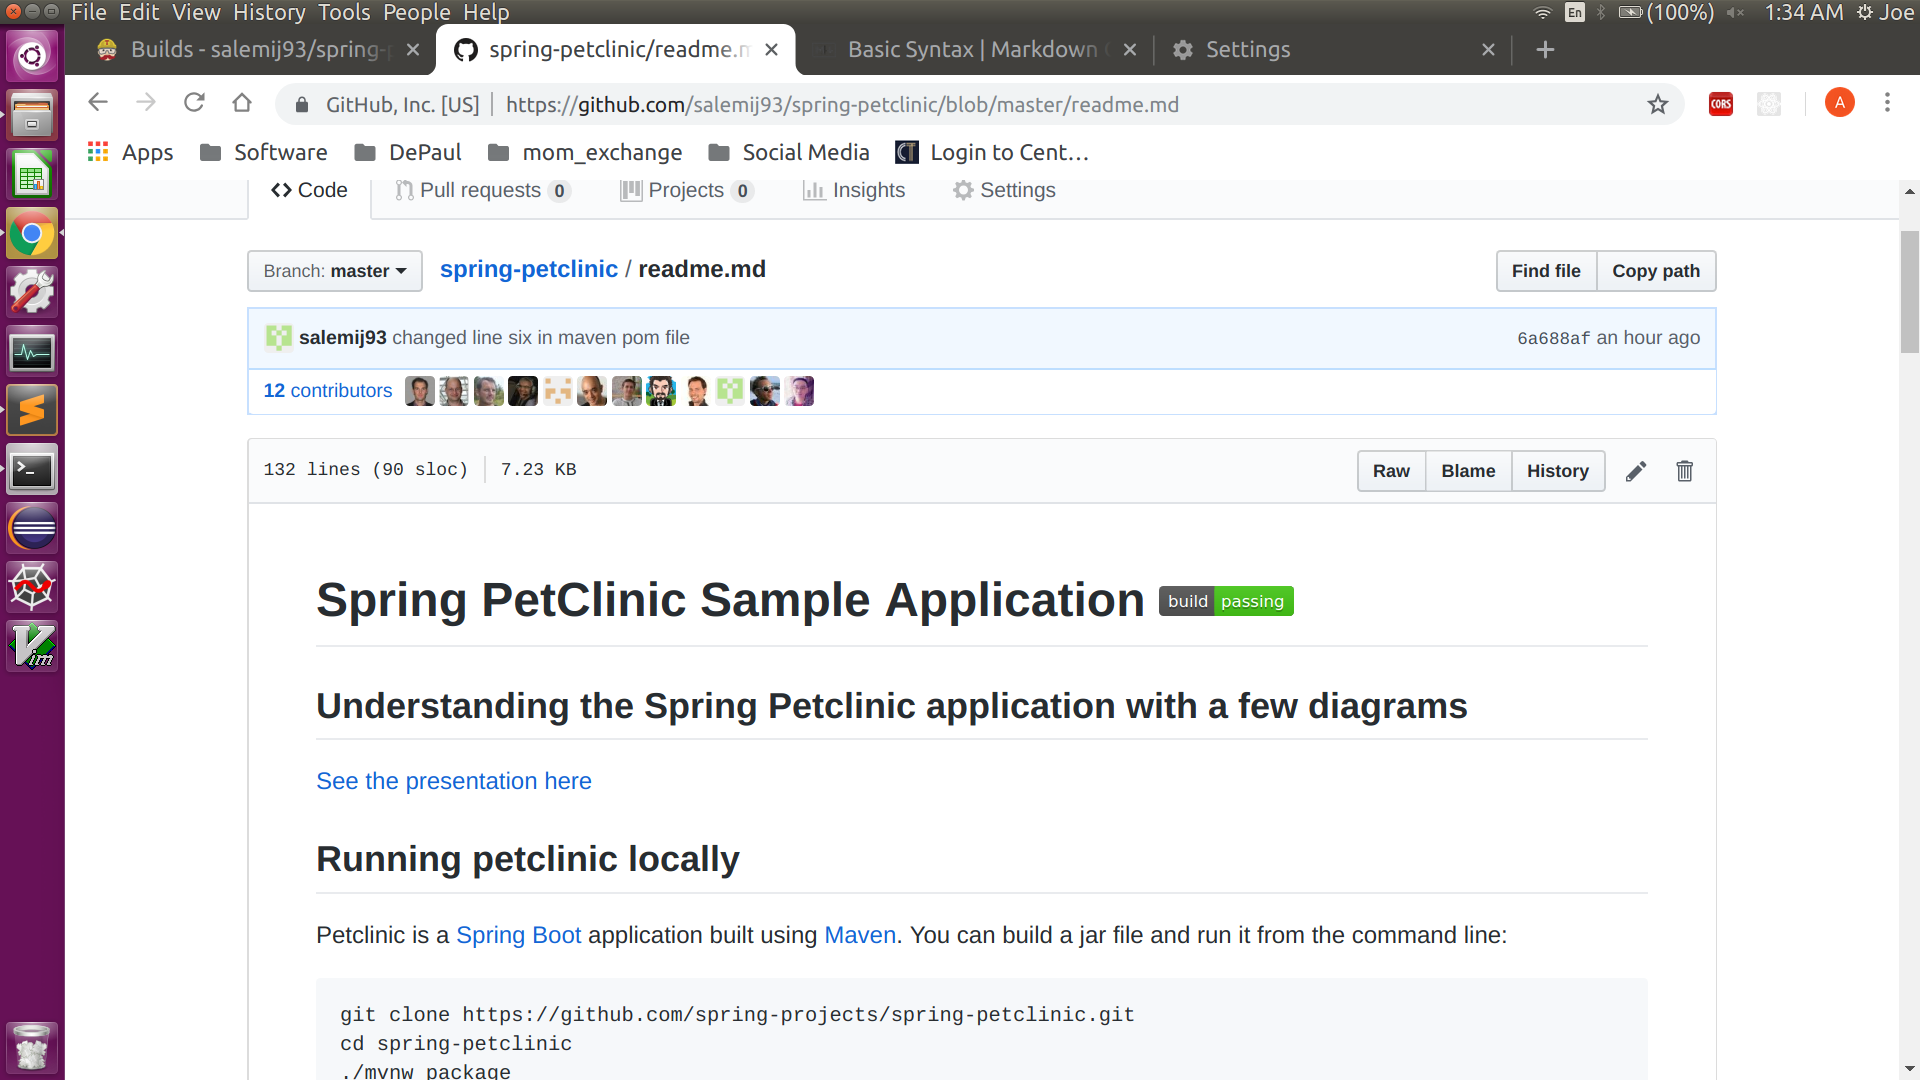 File Edit View History Tools People Help
En (100%) 1:34 AM Joe
Builds - salemij93/spring-
spring-petclinic/readme.m
Basic Syntax | Markdown
Settings
GitHub, Inc. [US] https://github.com/salemij93/spring-petclinic/blob/master/readme.md
CORS
A
Apps Software DePaul mom_exchange Social Media CT Login to Cent…
Code Pull requests 0 Projects 0 Insights Settings
Branch: master spring-petclinic / readme.md
Find file Copy path
salemij93 changed line six in maven pom file
6a688af an hour ago
12 contributors
132 lines (90 sloc) 7.23 KB
Raw Blame History
Spring PetClinic Sample Application build passing
Understanding the Spring Petclinic application with a few diagrams
See the presentation here
Running petclinic locally
Petclinic is a Spring Boot application built using Maven. You can build a jar file and run it from the command line:
git clone https://github.com/spring-projects/spring-petclinic.git
cd spring-petclinic
./mvnw package
Vim